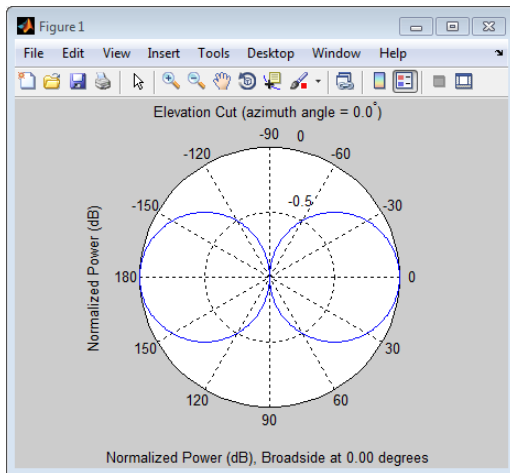 Figure 1
File Edit View Insert Tools Desktop Window Help
Elevation Cut (azimuth angle = 0.0°)
-90 0
-120 -60
-150 -0.5 -30
Normalized Power (dB)
180 0
150 30
120 60
90
Normalized Power (dB), Broadside at 0.00 degrees